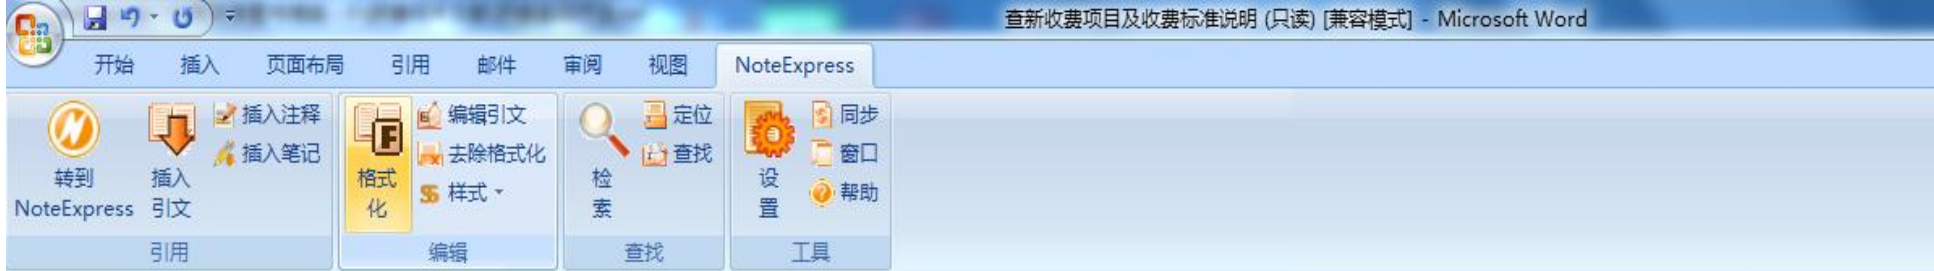 查新收费项目及收费标准说明 (只读) [兼容模式] - Microsoft Word
开始 插入 页面布局 引用 邮件 审阅 视图 NoteExpress
转到
NoteExpress
插入
引文
插入注释
插入笔记
引用
格式
化
编辑引文
去除格式化
样式
编辑
检
索
定位
查找
查找
设
置
同步
窗口
帮助
工具